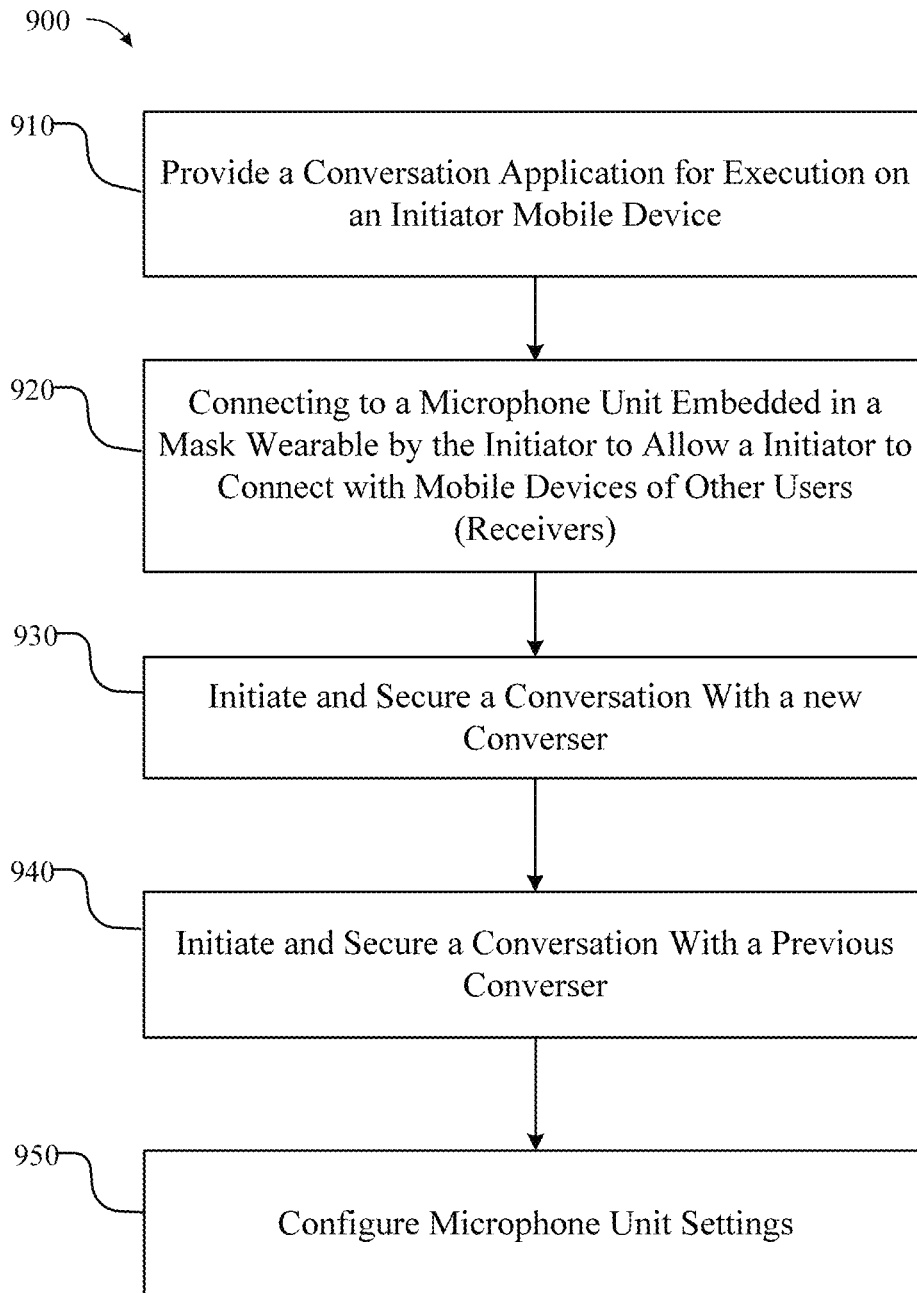 900
910
Provide a Conversation Application for Execution on
an Initiator Mobile Device
920
Connecting to a Microphone Unit Embedded in a
Mask Wearable by the Initiator to Allow a Initiator to
Connect with Mobile Devices of Other Users
(Receivers)
930
Initiate and Secure a Conversation With a new
Converser
940
Initiate and Secure a Conversation With a Previous
Converser
950
Configure Microphone Unit Settings